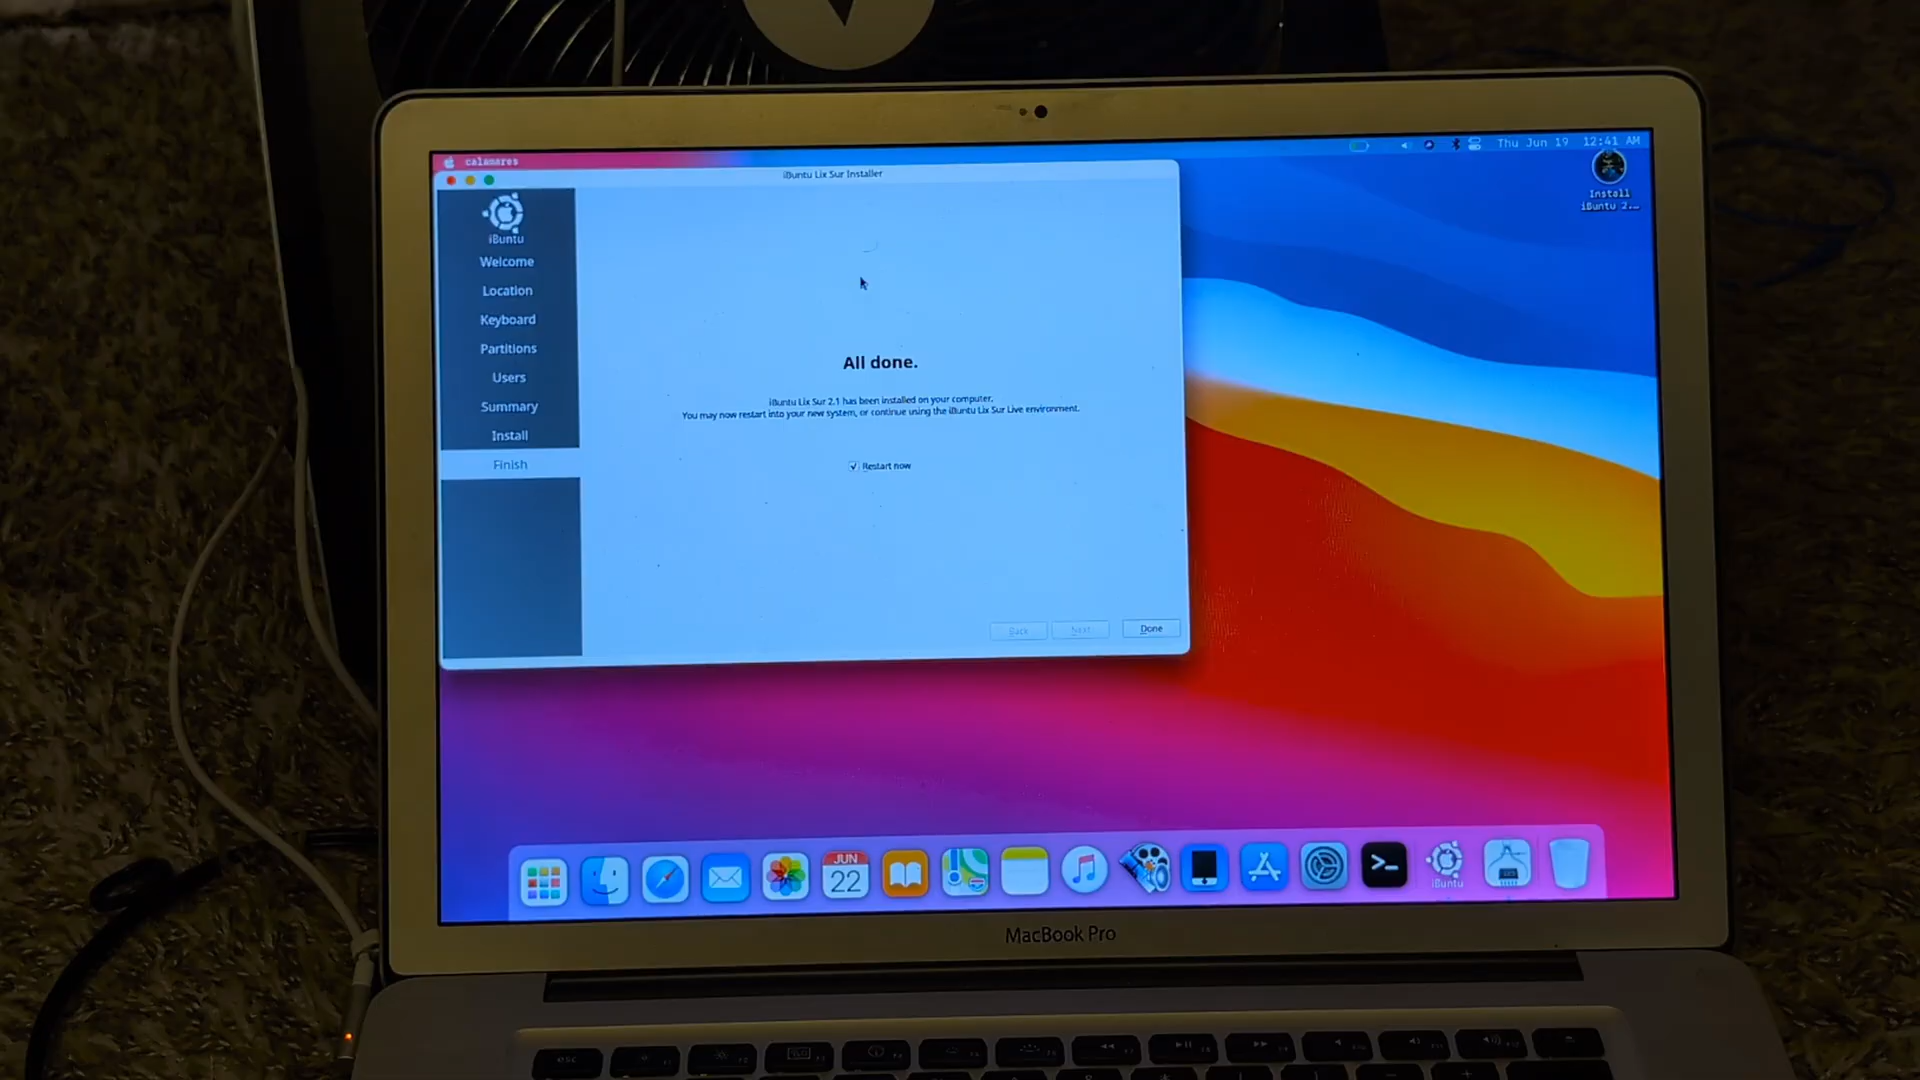 calamares
Thu Jun 19 12:41 AM
iBuntu Lix Sur Installer
Install
iBuntu 2...
iBuntu
Welcome
Location
Keyboard
Partitions
Users
Summary
Install
Finish
All done.
iBuntu Lix Sur 2.1 has been installed on your computer.
You may now restart into your new system, or continue using the iBuntu Lix Sur Live environment.
Restart now
Back
Next
Done
JUN
22
iBuntu
MacBook Pro
esc